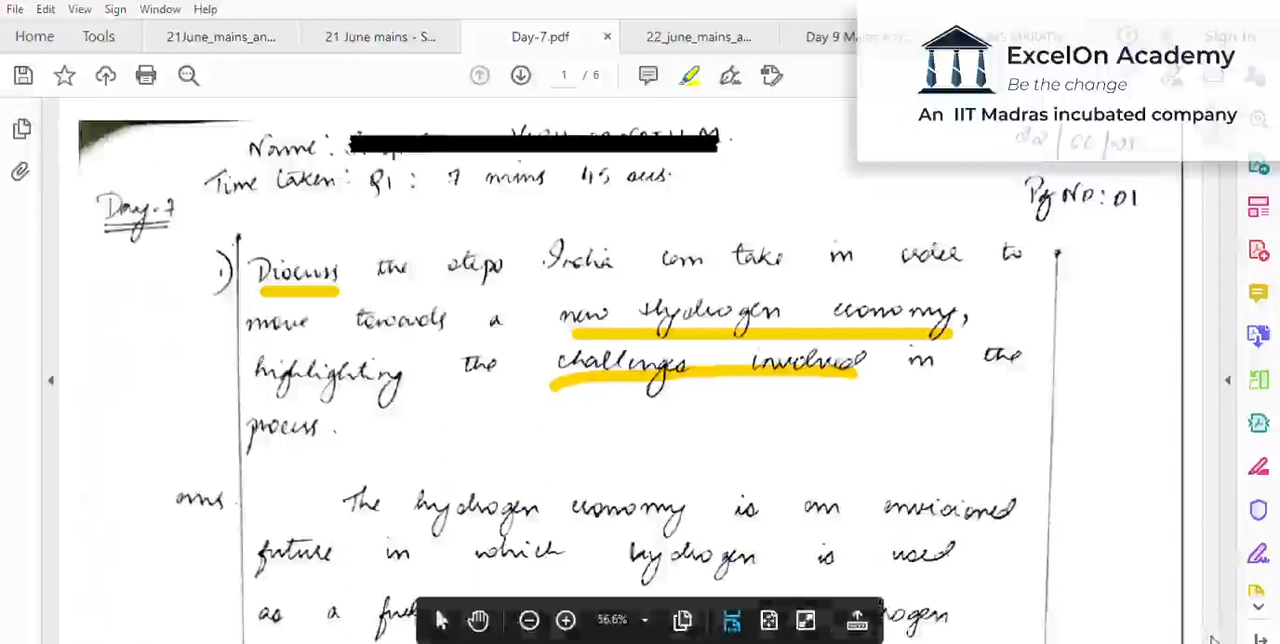 File Edit View Sign Window Help
Home Tools 21June_mains_an... 21 June mains - S... Day-7.pdf × 22_june_mains_a... Day 9 M Sign In
ExcelOn Academy
Be the change
An IIT Madras incubated company
1 / 6
Name:
Time taken: Q1 : 7 mins 45 secs.
Day-7
Pg NO: 01
1) Discuss the steps India can take in order to
move towards a new Hydrogen economy,
highlighting the challenges involved in the
process.
ans. The hydrogen economy is an envisioned
future in which hydrogen is used
as a
56.6%